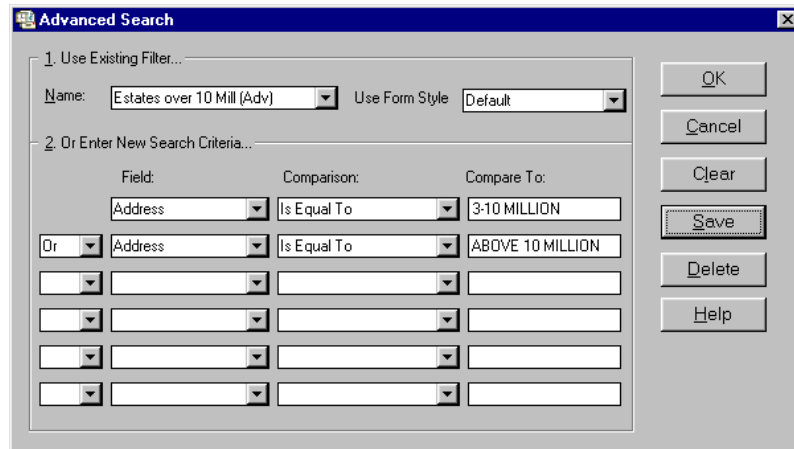 Advanced Search
1. Use Existing Filter...
Name: Estates over 10 Mill (Adv) Use Form Style Default
2. Or Enter New Search Criteria...
Field: Comparison: Compare To:
Address Is Equal To 3-10 MILLION
Or Address Is Equal To ABOVE 10 MILLION
OK
Cancel
Clear
Save
Delete
Help